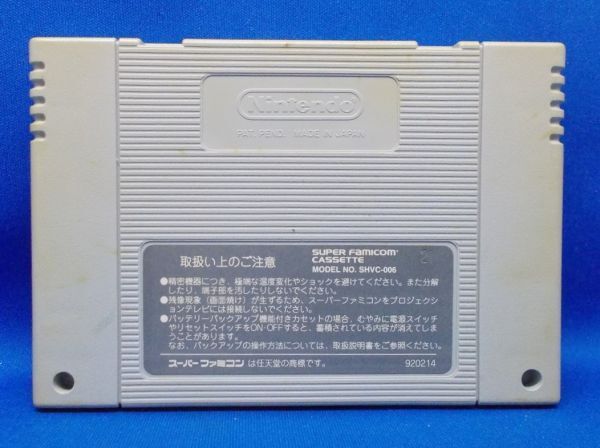 Nintendo
PAT. PEND. MADE IN JAPAN
取扱い上のご注意
SUPER FAMICOM
CASSETTE
MODEL NO. SHVC-006
●精密機器につき、極端な温度変化やショックを避けてください。また分解
したり、端子部を汚したりしないでください。
●残像現象（画面焼け）が生ずるため、スーパーファミコンをプロジェクシ
ョンテレビには接続しないでください。
●バッテリーバックアップ機能付きカセットの場合、むやみに電源スイッチ
やリセットスイッチをON-OFFすると、蓄積されている内容が消えてしま
うことがあります。
なお、バックアップの操作方法については、取扱説明書をご参照ください。
スーパーファミコン は任天堂の商標です。
920214